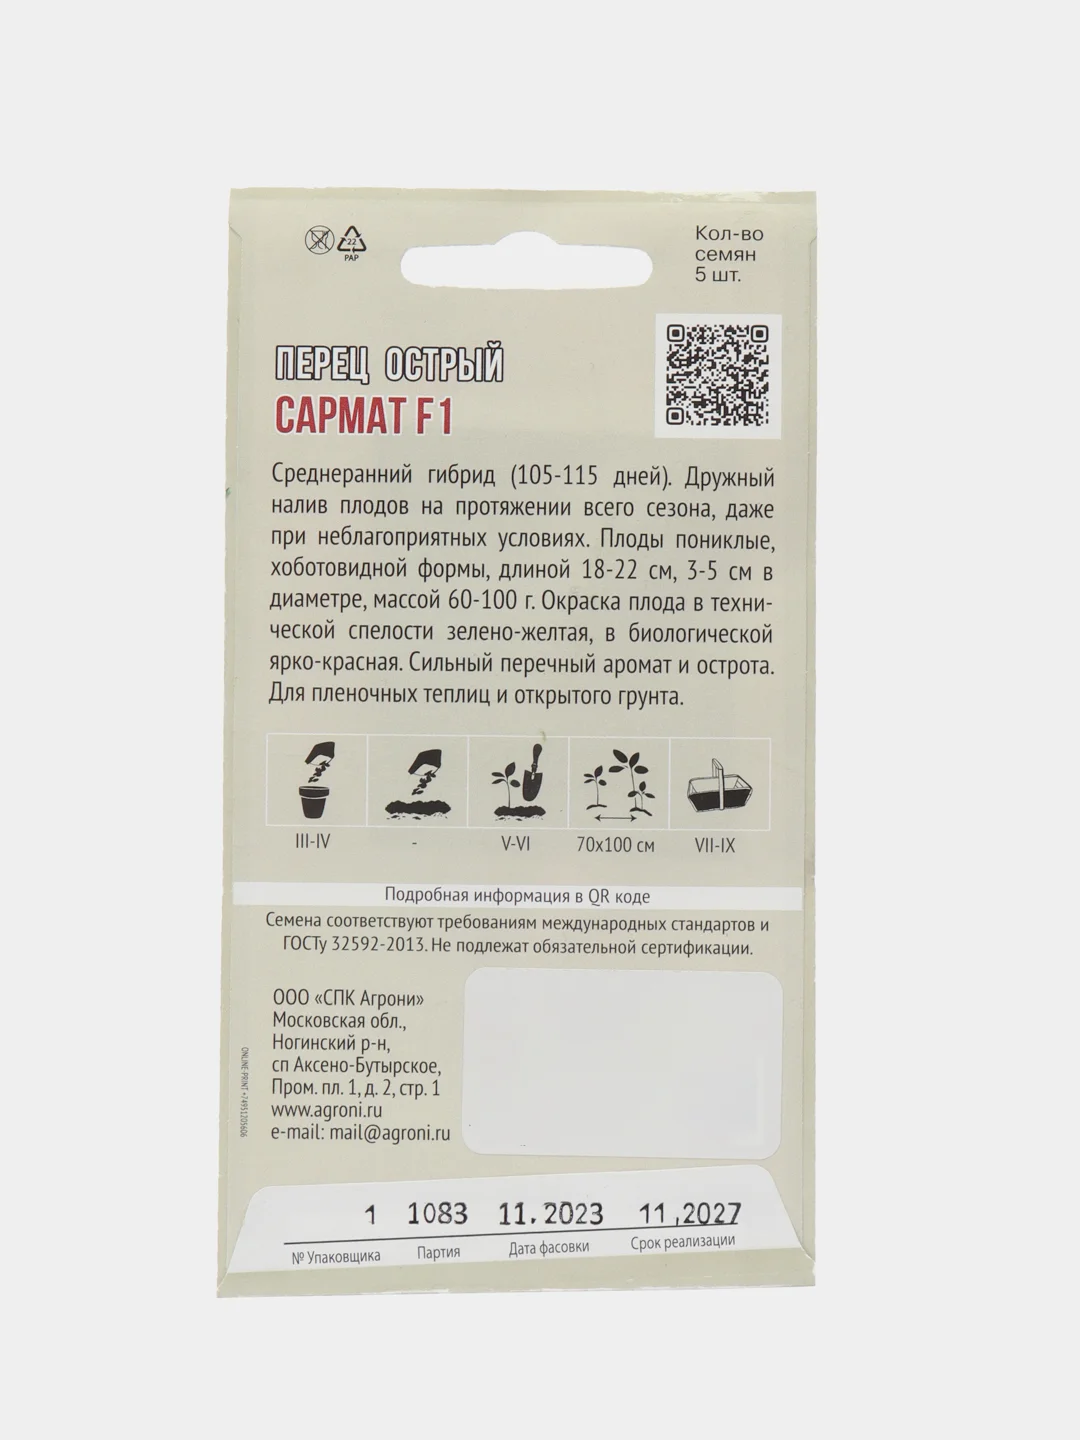 Кол-во
семян
5 шт.
22
PAP
ПЕРЕЦ ОСТРЫЙ
САРМАТ F1
Среднеранний гибрид (105-115 дней). Дружный
налив плодов на протяжении всего сезона, даже
при неблагоприятных условиях. Плоды пониклые,
хоботовидной формы, длиной 18-22 см, 3-5 см в
диаметре, массой 60-100 г. Окраска плода в техни-
ческой спелости зелено-желтая, в биологической
ярко-красная. Сильный перечный аромат и острота.
Для пленочных теплиц и открытого грунта.
III-IV - V-VI 70х100 см VII-IX
Подробная информация в QR коде
Семена соответствуют требованиям международных стандартов и
ГОСТу 32592-2013. Не подлежат обязательной сертификации.
ООО «СПК Агрони»
Московская обл.,
Ногинский р-н,
сп Аксено-Бутырское,
Пром. пл. 1, д. 2, стр. 1
www.agroni.ru
e-mail: mail@agroni.ru
ONLINE-PRINT +74951205606
1 1083 11.2023 11,2027
№ Упаковщика Партия Дата фасовки Срок реализации